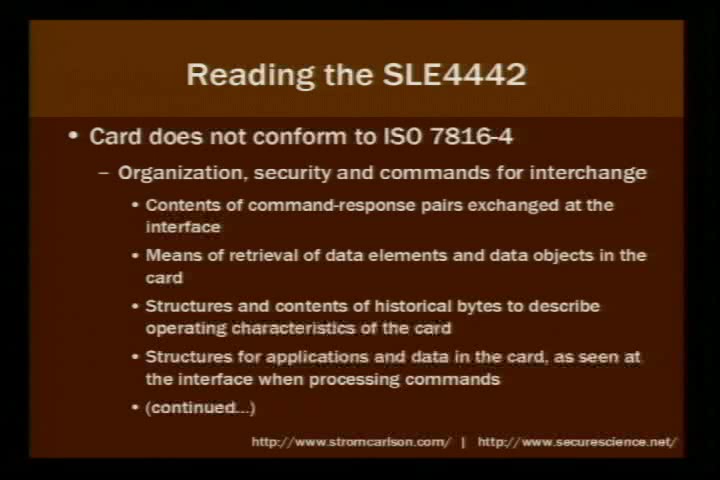 Reading the SLE4442
• Card does not conform to ISO 7816-4
– Organization, security and commands for interchange
• Contents of command-response pairs exchanged at the
interface
• Means of retrieval of data elements and data objects in the
card
• Structures and contents of historical bytes to describe
operating characteristics of the card
• Structures for applications and data in the card, as seen at
the interface when processing commands
• (continued...)
http://www.stromcarlson.com/ | http://www.securescience.net/